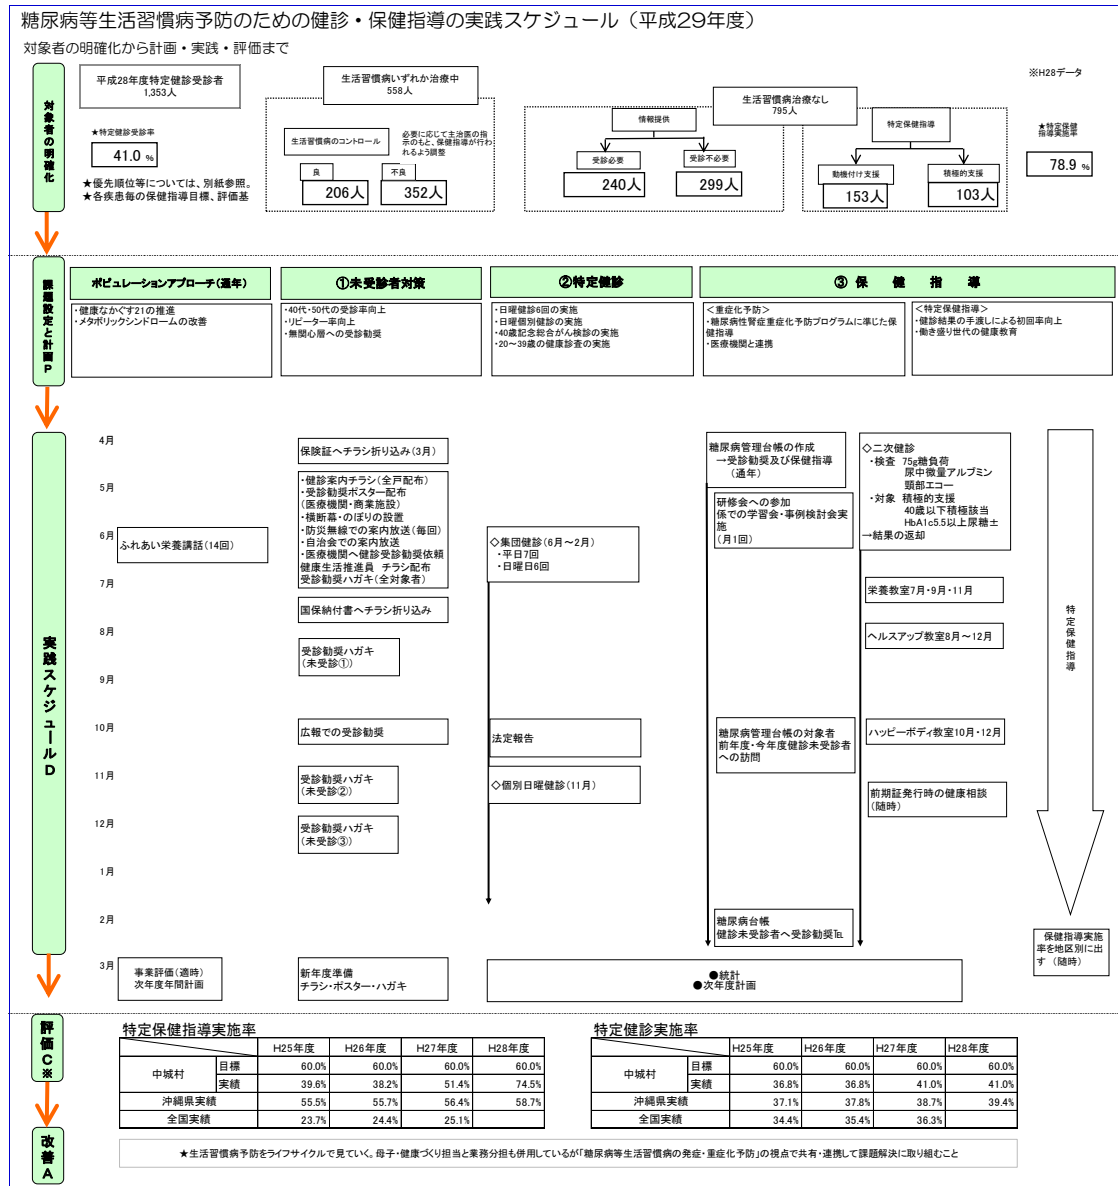 糖尿病等生活習慣病予防のための健診・保健指導の実践スケジュール（平成29年度）
対象者の明確化から計画・実践・評価まで
対象者の明確化
平成28年度特定健診受診者
1,353人
★特定健診受診率
41.0 %
★優先順位等については、別紙参照。
★各疾患毎の保健指導目標、評価基
生活習慣病いずれか治療中
558人
生活習慣病のコントロール
必要に応じて主治医の指
示のもと、保健指導が行わ
れるよう調整
良
不良
206人
352人
生活習慣病治療なし
795人
情報提供
受診必要
受診不必要
240人
299人
特定保健指導
動機付け支援
積極的支援
153人
103人
※H28データ
★特定保健
指導実施率
78.9 %
課題設定と計画P
ポピュレーションアプローチ（通年）
・健康なかぐす21の推進
・メタボリックシンドロームの改善
①未受診者対策
・40代・50代の受診率向上
・リピーター率向上
・無関心層への受診勧奨
②特定健診
・日曜健診6回の実施
・日曜個別健診の実施
・40歳記念総合がん検診の実施
・20～39歳の健康診査の実施
③保健指導
＜重症化予防＞
・糖尿病性腎症重症化予防プログラムに準じた保
健指導
・医療機関と連携
＜特定保健指導＞
・健診結果の手渡しによる初回率向上
・働き盛り世代の健康教育
実践スケジュールD
4月
5月
6月
7月
8月
9月
10月
11月
12月
1月
2月
3月
ふれあい栄養講話（14回）
事業評価（適時）
次年度年間計画
保険証へチラシ折り込み（3月）
・健診案内チラシ（全戸配布）
・受診勧奨ポスター配布
（医療機関・商業施設）
・横断幕・のぼりの設置
・防災無線での案内放送（毎回）
・自治会での案内放送
・医療機関へ健診受診勧奨依頼
健康生活推進員　チラシ配布
受診勧奨ハガキ（全対象者）
国保納付書へチラシ折り込み
受診勧奨ハガキ
（未受診①）
広報での受診勧奨
受診勧奨ハガキ
（未受診②）
受診勧奨ハガキ
（未受診③）
新年度準備
チラシ・ポスター・ハガキ
◇集団健診（6月～2月）
・平日7回
・日曜日6回
法定報告
◇個別日曜健診（11月）
●統計
●次年度計画
糖尿病管理台帳の作成
→受診勧奨及び保健指導
（通年）
研修会への参加
係での学習会・事例検討会実
施
（月1回）
糖尿病管理台帳の対象者
前年度・今年度健診未受診者
への訪問
糖尿病台帳
健診未受診者へ受診勧奨℡
◇二次健診
・検査　75g糖負荷
尿中微量アルブミン
頸部エコー
・対象　積極的支援
40歳以下積極該当
HbA1c5.5以上尿糖±
→結果の返却
栄養教室7月・9月・11月
ヘルスアップ教室8月～12月
ハッピーボディ教室10月・12月
前期証発行時の健康相談
（随時）
特定保健指導
保健指導実施
率を地区別に出
す（随時）
評価C※
特定保健指導実施率
H25年度 H26年度 H27年度 H28年度
中城村 目標 60.0% 60.0% 60.0% 60.0%
実績 39.6% 38.2% 51.4% 74.5%
沖縄県実績 55.5% 55.7% 56.4% 58.7%
全国実績 23.7% 24.4% 25.1%
特定健診実施率
H25年度 H26年度 H27年度 H28年度
中城村 目標 60.0% 60.0% 60.0% 60.0%
実績 36.8% 36.8% 41.0% 41.0%
沖縄県実績 37.1% 37.8% 38.7% 39.4%
全国実績 34.4% 35.4% 36.3%
改善A
★生活習慣病予防をライフサイクルで見ていく。母子・健康づくり担当と業務分担も併用しているが「糖尿病等生活習慣病の発症・重症化予防」の視点で共有・連携して課題解決に取り組むこと